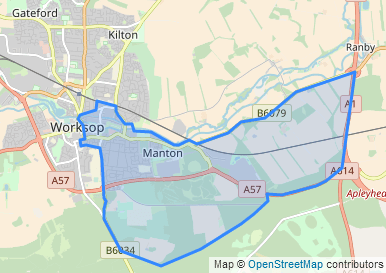 Gateford
Kilton
Ranby
B6079
A1
Worksop
Manton
A57
A57
A614
Apleyhead
B6034
Map © OpenStreetMap contributors